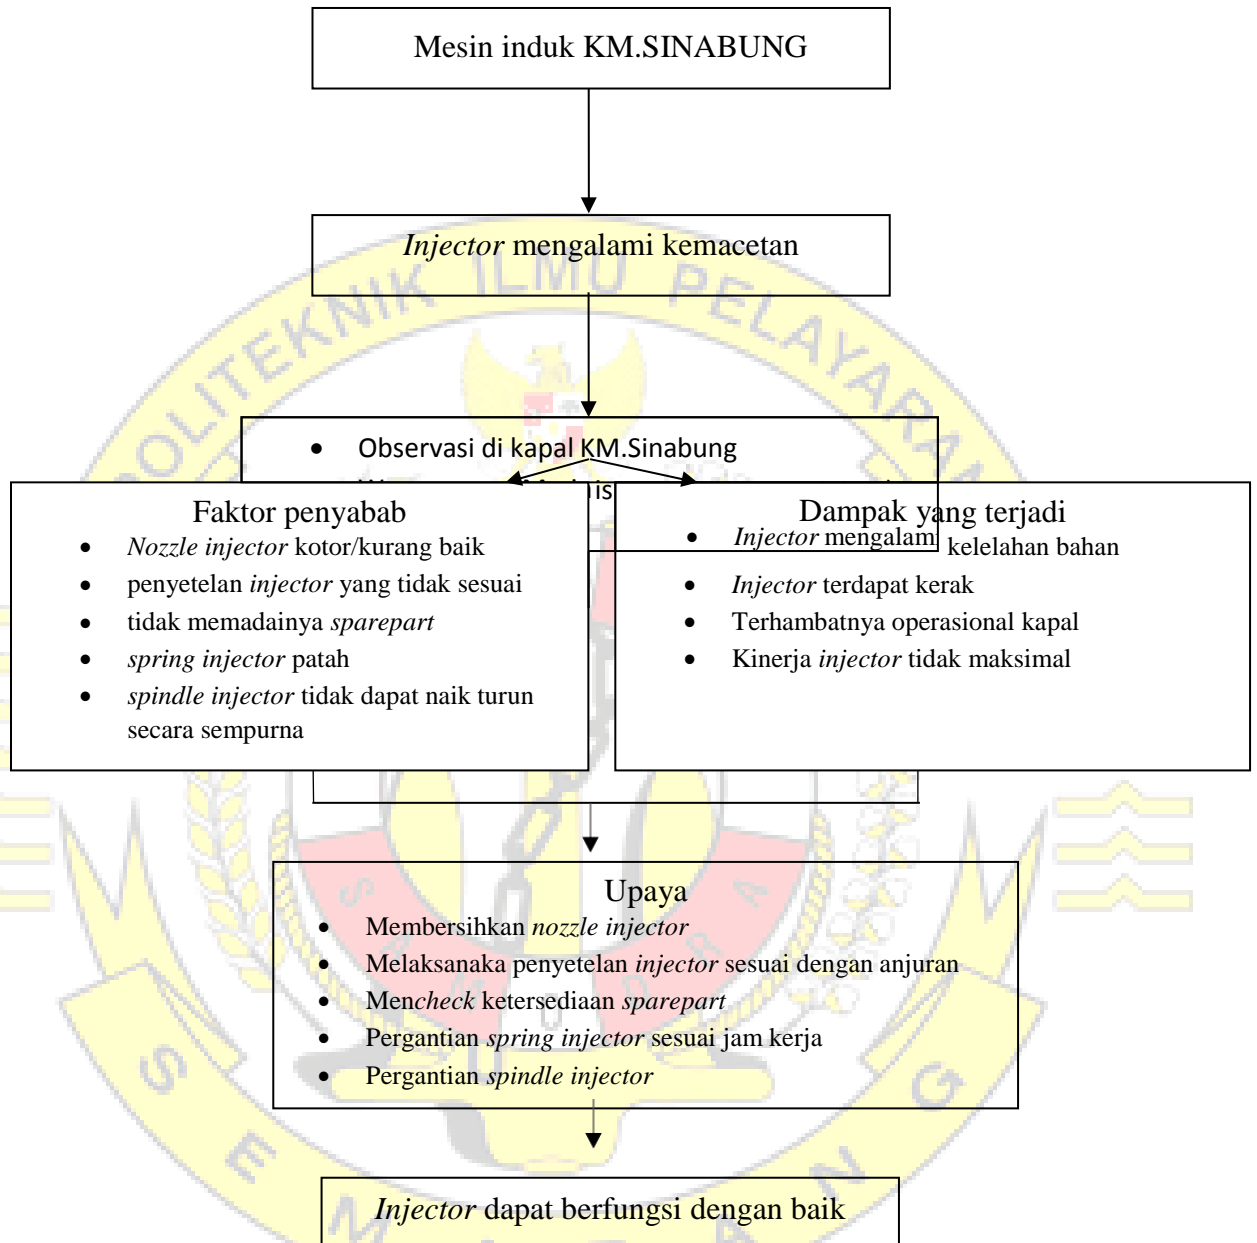 Mesin induk KM.SINABUNG
Injector mengalami kemacetan
POLITEKNIK ILMU PELAYARAN
• Observasi di kapal KM.Sinabung
Faktor penyabab
• Nozzle injector kotor/kurang baik
• penyetelan injector yang tidak sesuai
• tidak memadainya sparepart
• spring injector patah
• spindle injector tidak dapat naik turun
secara sempurna
Dampak yang terjadi
• Injector mengalami kelelahan bahan
• Injector terdapat kerak
• Terhambatnya operasional kapal
• Kinerja injector tidak maksimal
Upaya
• Membersihkan nozzle injector
• Melaksanaka penyetelan injector sesuai dengan anjuran
• Mencheck ketersediaan sparepart
• Pergantian spring injector sesuai jam kerja
• Pergantian spindle injector
Injector dapat berfungsi dengan baik
SEMARANG